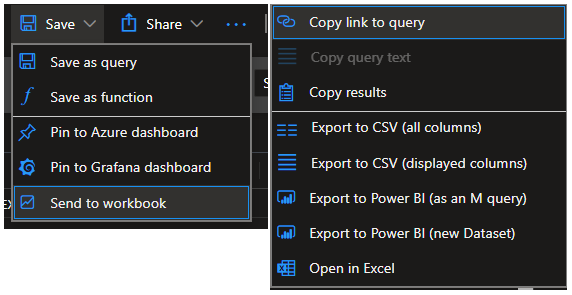 Save
Share
Save as query
Save as function
Pin to Azure dashboard
Pin to Grafana dashboard
Send to workbook
Copy link to query
Copy query text
Copy results
Export to CSV (all columns)
Export to CSV (displayed columns)
Export to Power BI (as an M query)
Export to Power BI (new Dataset)
Open in Excel